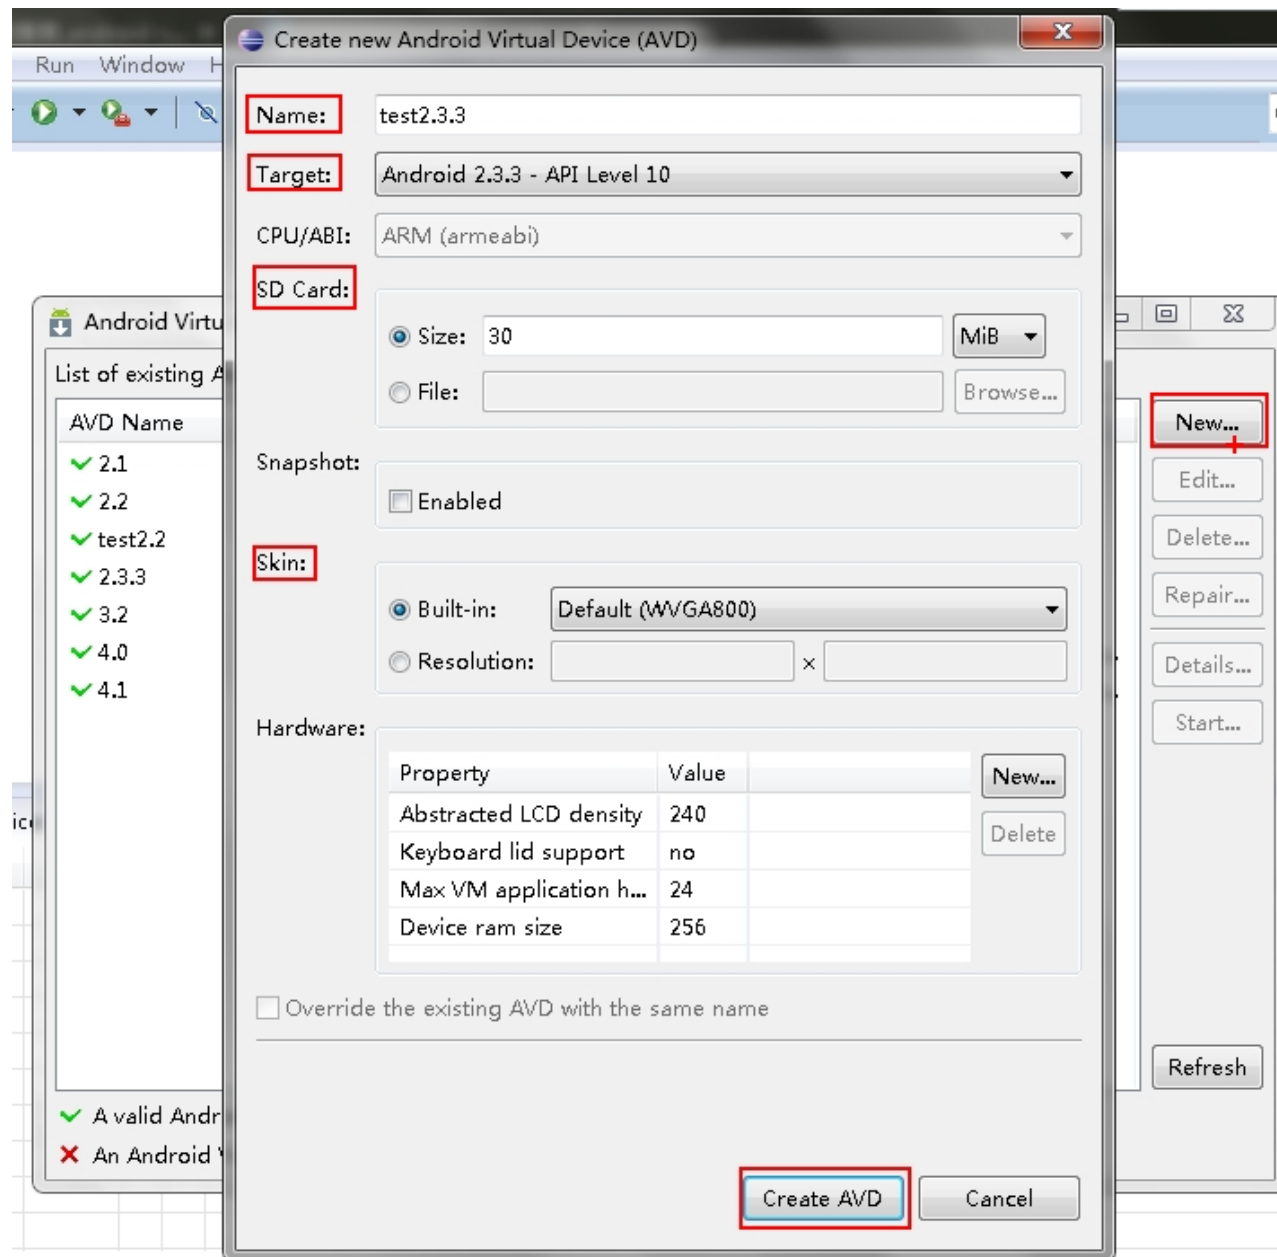 Create new Android Virtual Device (AVD)
Run Window H
Name: test2.3.3
Target: Android 2.3.3 - API Level 10
CPU/ABI: ARM (armeabi)
SD Card:
Size: 30 MiB
File: Browse...
Snapshot:
Enabled
Skin:
Built-in: Default (WVGA800)
Resolution: ×
Hardware:
Property Value
Abstracted LCD density 240
Keyboard lid support no
Max VM application h... 24
Device ram size 256
New...
Delete
Override the existing AVD with the same name
Create AVD Cancel
Android Virtu
List of existing A
AVD Name
2.1
2.2
test2.2
2.3.3
3.2
4.0
4.1
A valid Andr
An Android
New...
Edit...
Delete...
Repair...
Details...
Start...
Refresh